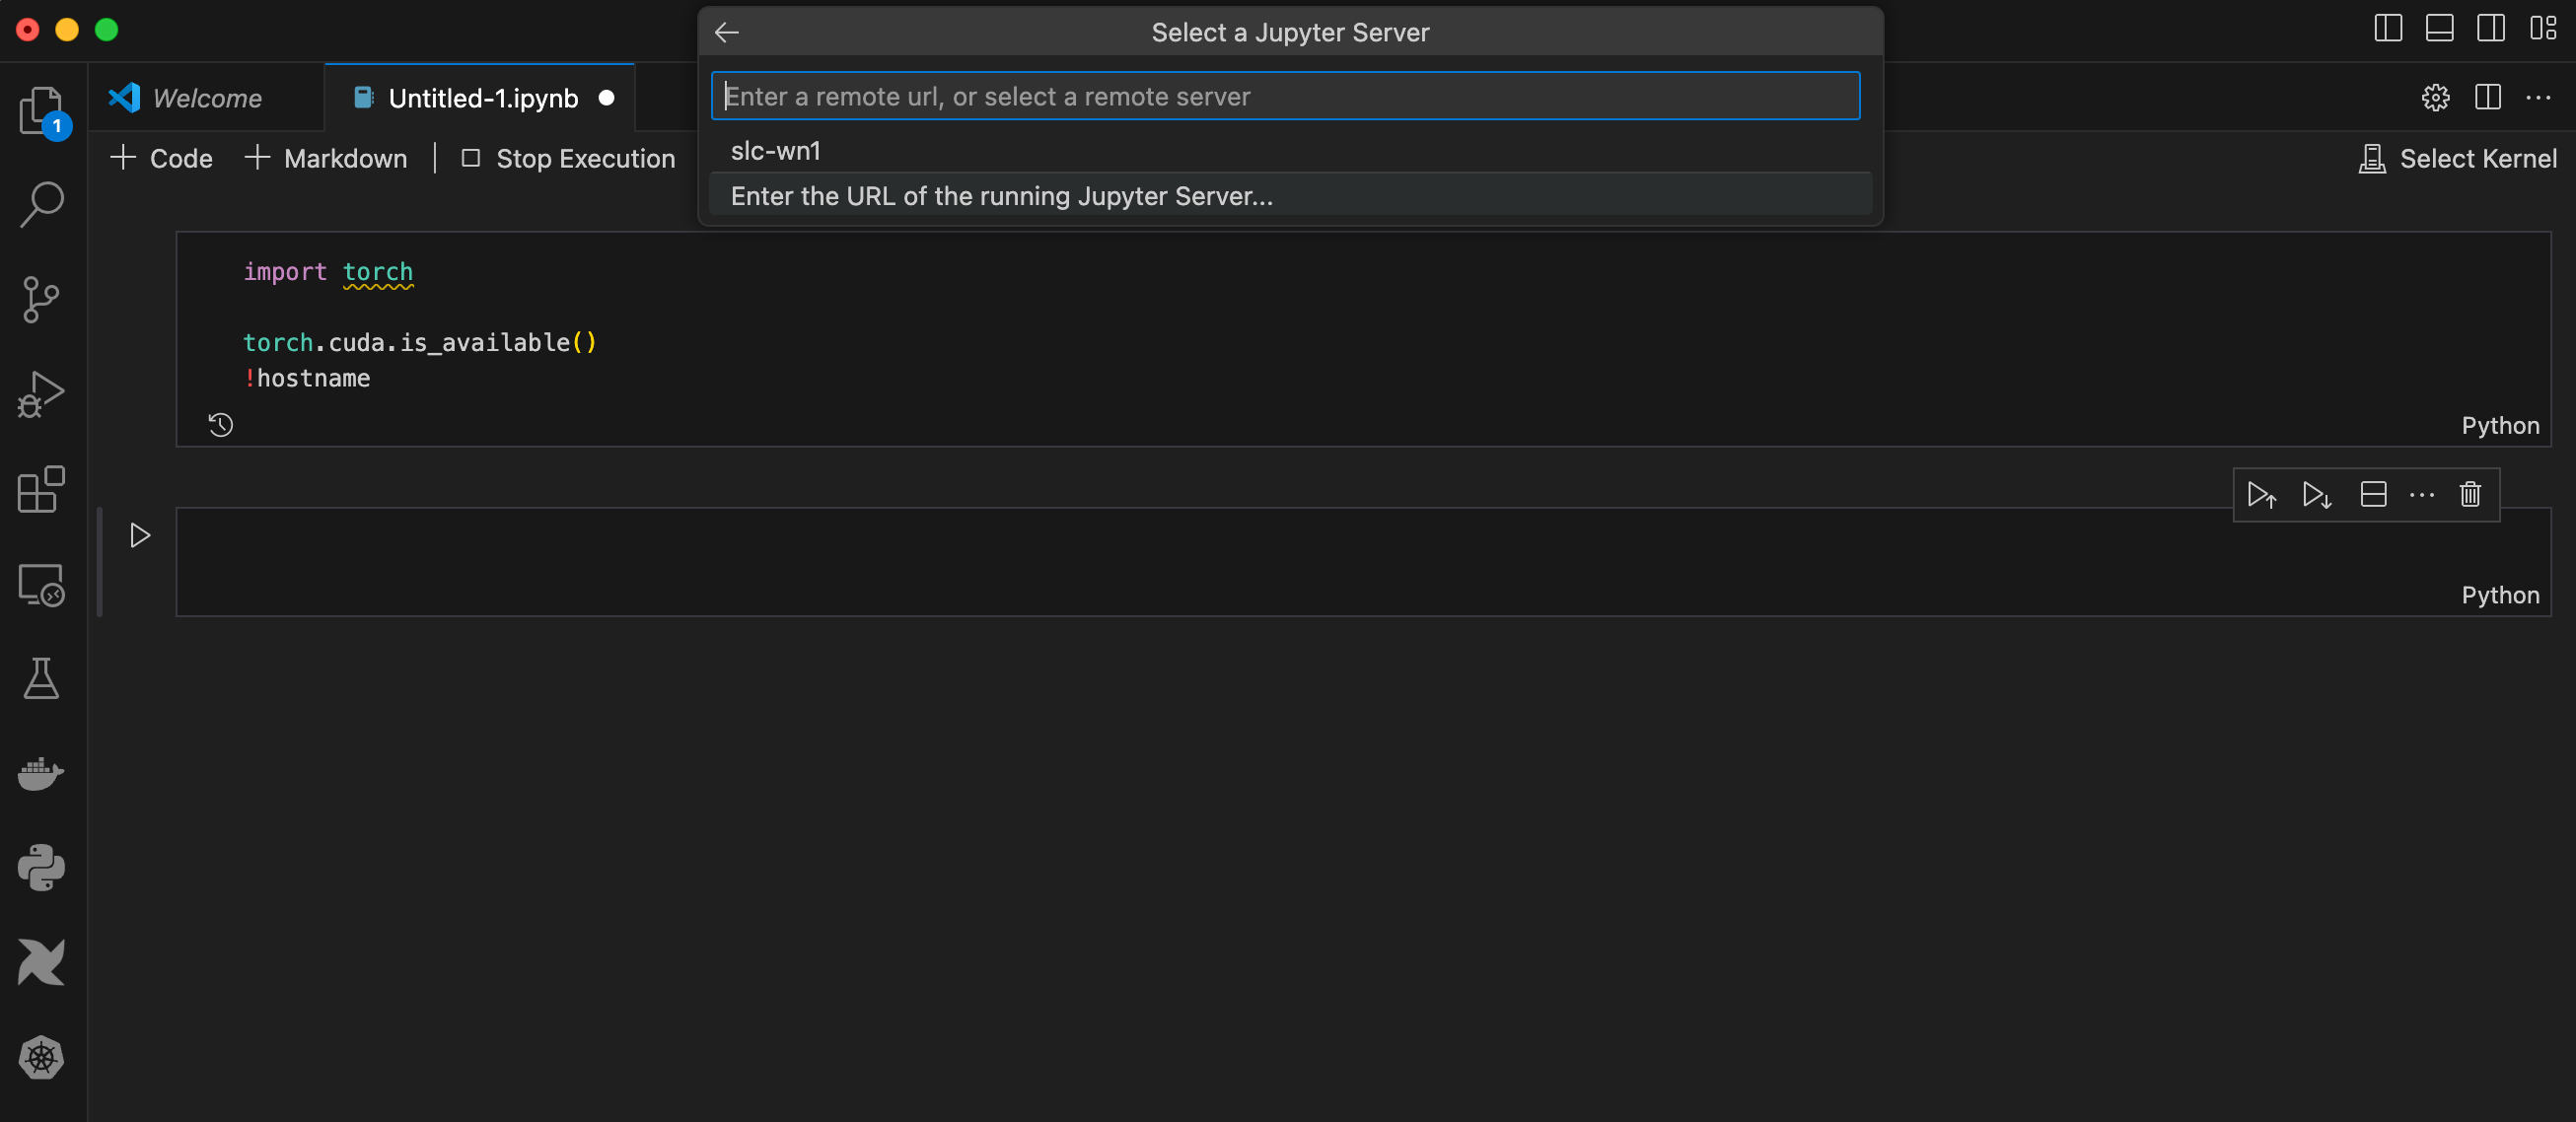 Select a Jupyter Server
Enter a remote url, or select a remote server
slc-wn1
Enter the URL of the running Jupyter Server...
1
Welcome
Untitled-1.ipynb
Code
Markdown
Stop Execution
Select Kernel
import torch
torch.cuda.is_available()
!hostname
Python
Python